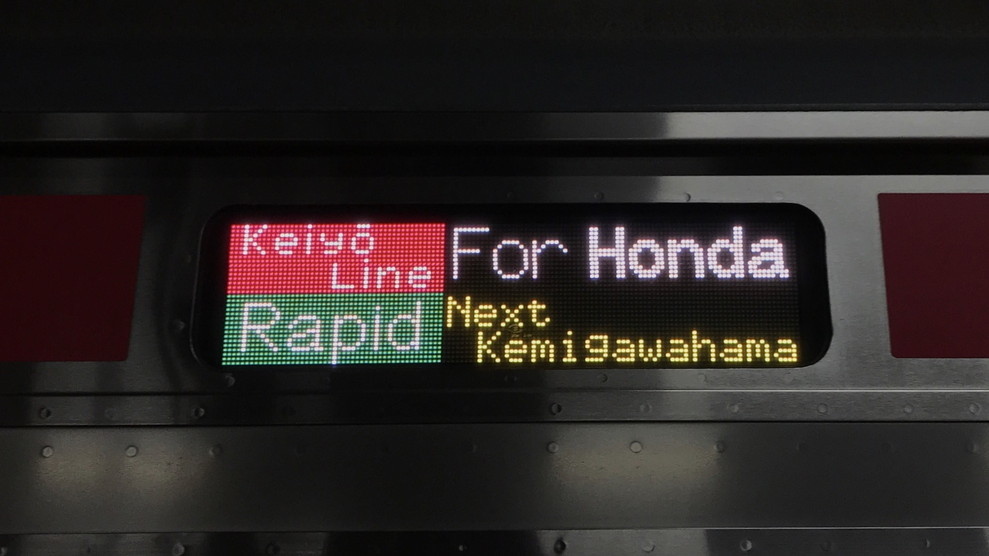 Keiyō
Line
Rapid
For Honda
Next
Kemigawahama